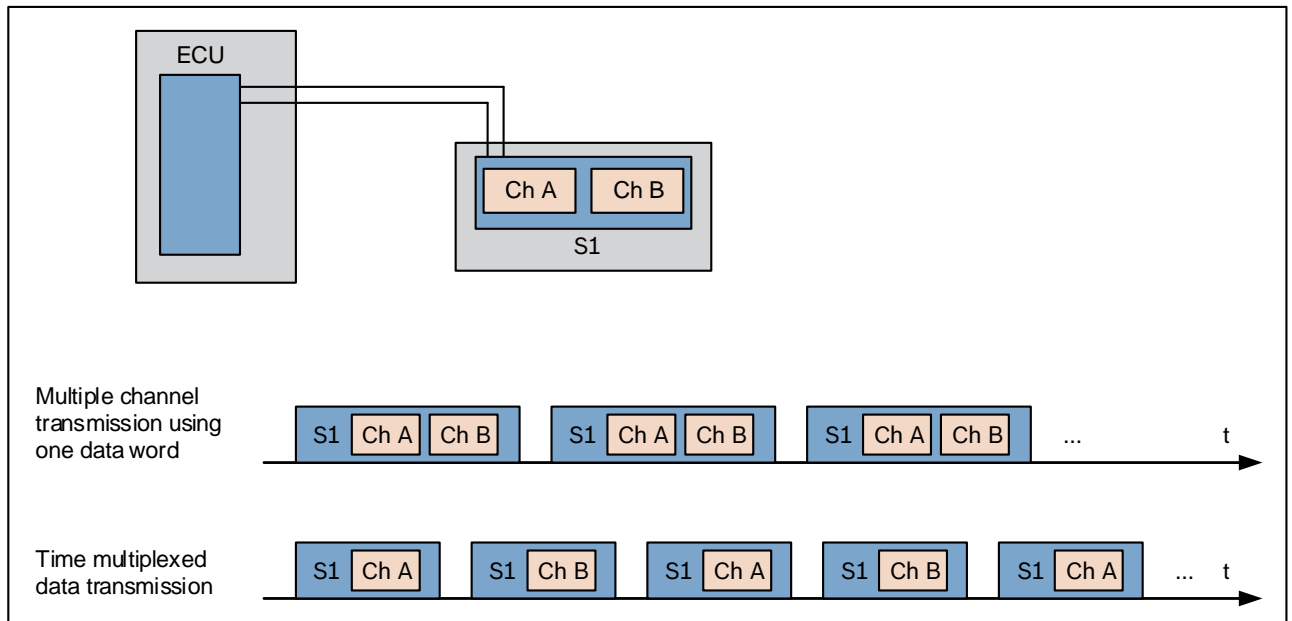 ECU
Ch A Ch B
S1
Multiple channel
transmission using
one data word
S1 Ch A Ch B S1 Ch A Ch B S1 Ch A Ch B ... t
Time multiplexed
data transmission
S1 Ch A S1 Ch B S1 Ch A S1 Ch B S1 Ch A ... t